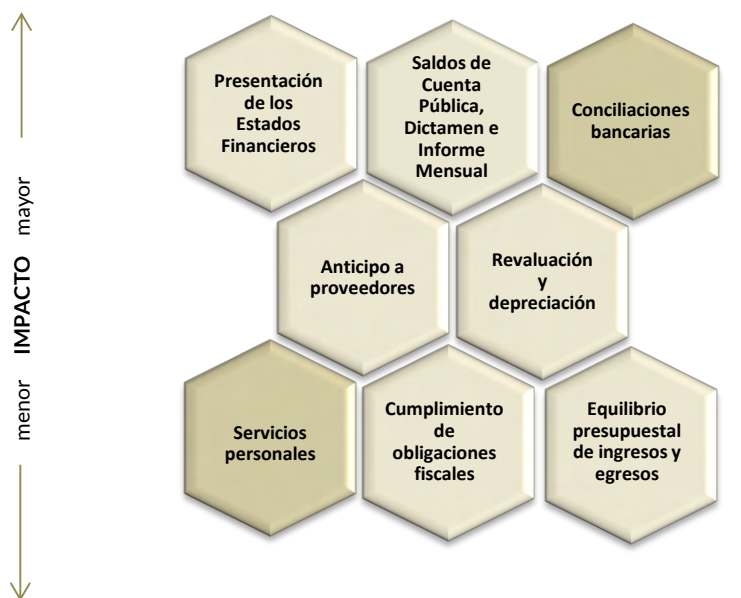 mayor
IMPACTO
menor
Presentación
de los
Estados
Financieros
Saldos de
Cuenta
Pública,
Dictamen e
Informe
Mensual
Conciliaciones
bancarias
Anticipo a
proveedores
Revaluación
y
depreciación
Servicios
personales
Cumplimiento
de
obligaciones
fiscales
Equilibrio
presupuestal
de ingresos y
egresos